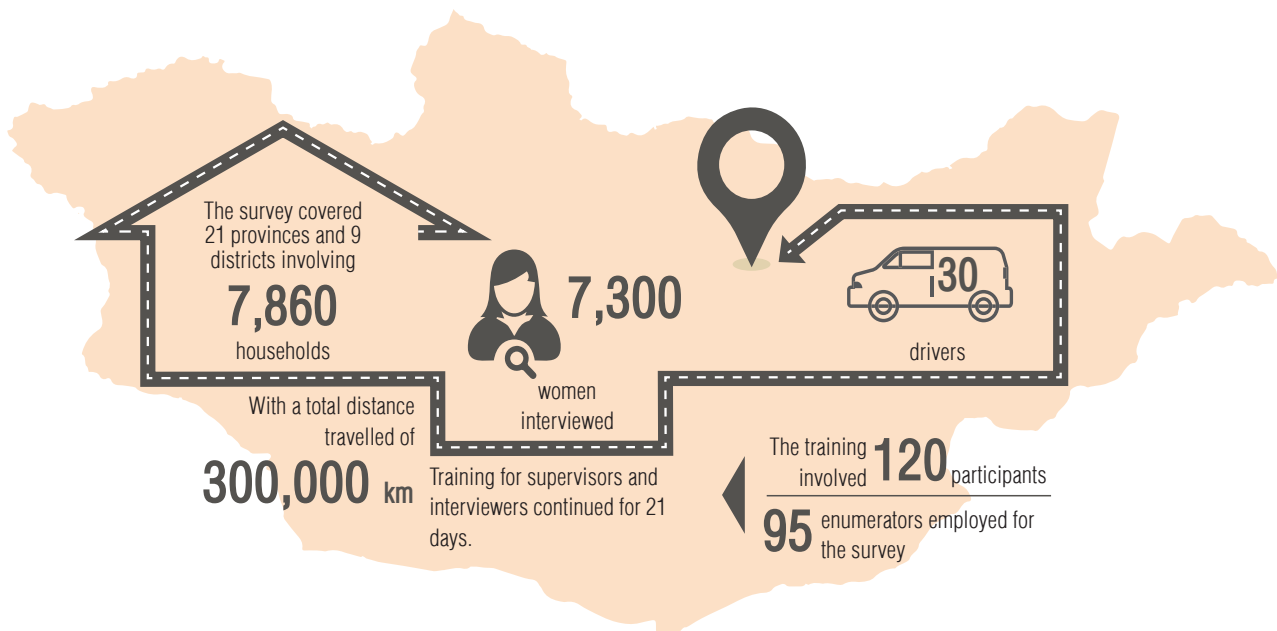 The survey covered
21 provinces and 9
districts involving
7,860
households
7,300
women
interviewed
30
drivers
With a total distance
travelled of
300,000 km
Training for supervisors and
interviewers continued for 21
days.
The training
involved 120 participants
95 enumerators employed for
the survey